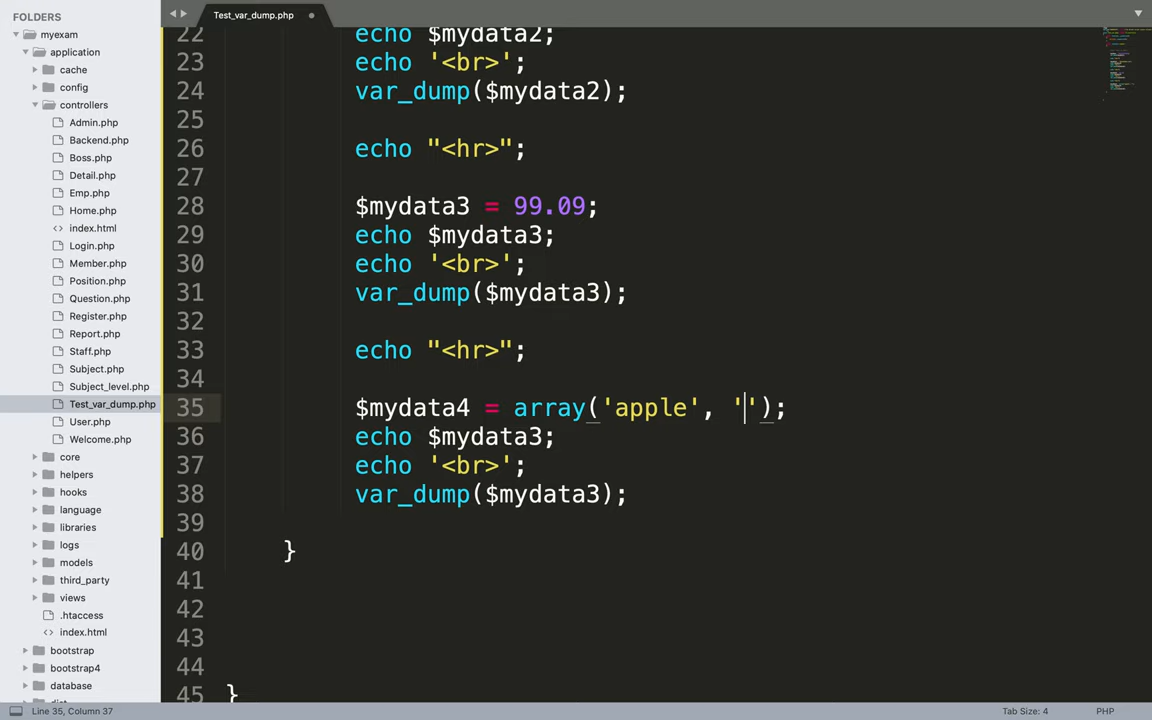 FOLDERS
myexam
application
cache
config
controllers
Admin.php
Backend.php
Boss.php
Detail.php
Emp.php
Home.php
<> index.html
Login.php
Member.php
Position.php
Question.php
Register.php
Report.php
Staff.php
Subject.php
Subject_level.php
Test_var_dump.php
User.php
Welcome.php
core
helpers
hooks
language
libraries
logs
models
third_party
views
.htaccess
<> index.html
bootstrap
bootstrap4
database
Test_var_dump.php
22 echo $mydata2;
23 echo '<br>';
24 var_dump($mydata2);
25
26 echo "<hr>";
27
28 $mydata3 = 99.09;
29 echo $mydata3;
30 echo '<br>';
31 var_dump($mydata3);
32
33 echo "<hr>";
34
35 $mydata4 = array('apple', '');
36 echo $mydata3;
37 echo '<br>';
38 var_dump($mydata3);
39
40 }
41
42
43
44
45 }
Line 35, Column 37
Tab Size: 4
PHP